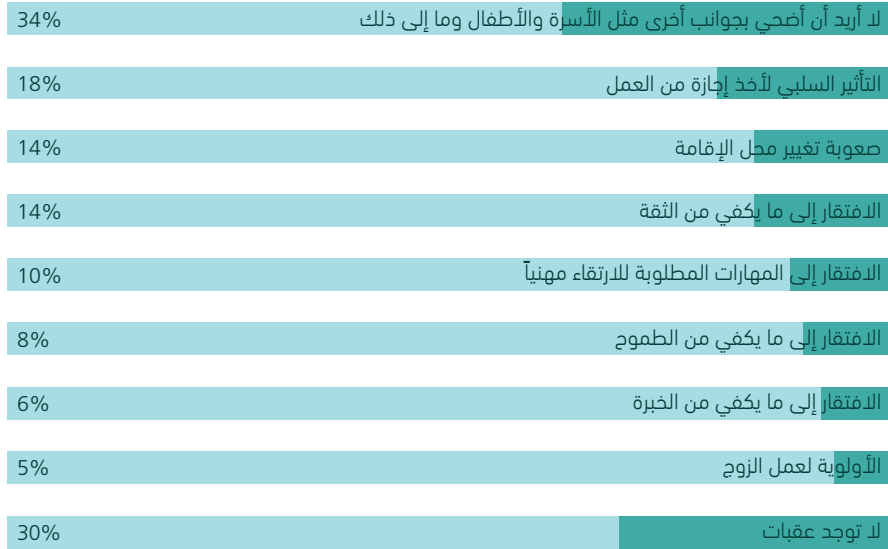 لا أريد أن أضحي بجوانب أخرى مثل الأسرة والأطفال وما إلى ذلك 34%
التأثير السلبي لأخذ إجازة من العمل 18%
صعوبة تغيير محل الإقامة 14%
الافتقار إلى ما يكفي من الثقة 14%
الافتقار إلى المهارات المطلوبة للارتقاء مهنياً 10%
الافتقار إلى ما يكفي من الطموح 8%
الافتقار إلى ما يكفي من الخبرة 6%
الأولوية لعمل الزوج 5%
لا توجد عقبات 30%